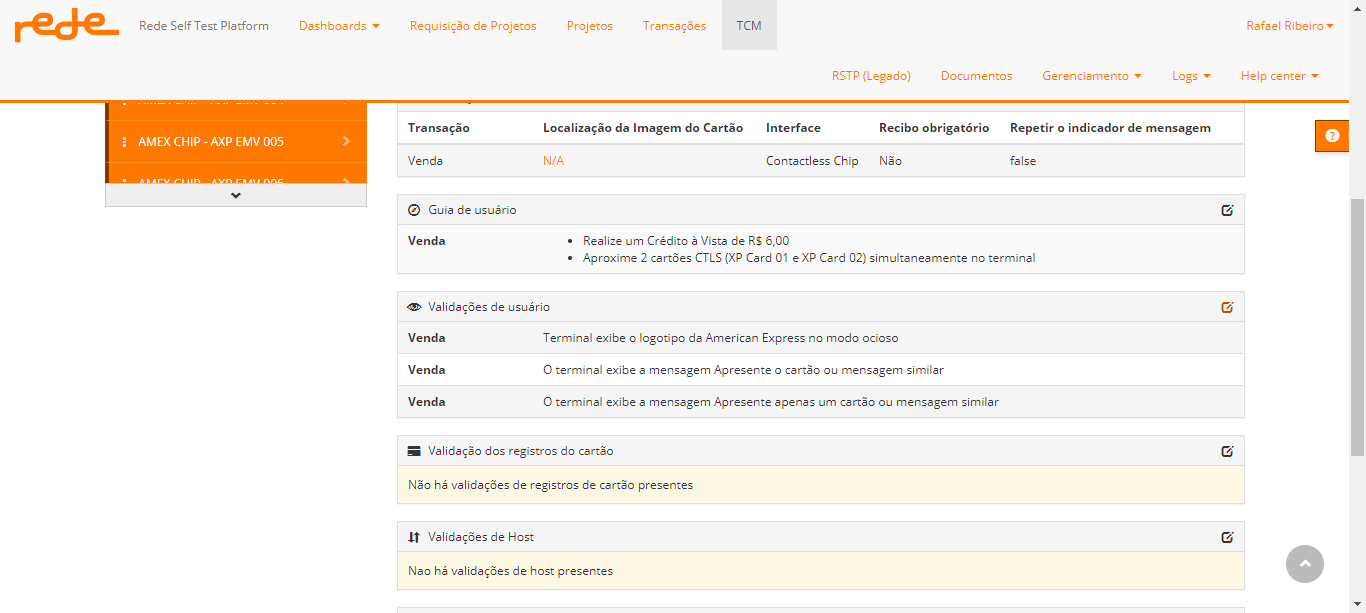 rede Rede Self Test Platform Dashboards Requisição de Projetos Projetos Transações TCM Rafael Ribeiro
RSTP (Legado) Documentos Gerenciamento Logs Help center
AMEX CHIP - AXP EMV 005
AMEX CHIP - AXP EMV 006
Transação Localização da Imagem do Cartão Interface Recibo obrigatório Repetir o indicador de mensagem
Venda N/A Contactless Chip Não false
Guia de usuário
Venda
• Realize um Crédito à Vista de R$ 6,00
• Aproxime 2 cartões CTLS (XP Card 01 e XP Card 02) simultaneamente no terminal
Validações de usuário
Venda Terminal exibe o logotipo da American Express no modo ocioso
Venda O terminal exibe a mensagem Apresente o cartão ou mensagem similar
Venda O terminal exibe a mensagem Apresente apenas um cartão ou mensagem similar
Validação dos registros do cartão
Não há validações de registros de cartão presentes
Validações de Host
Nao há validações de host presentes